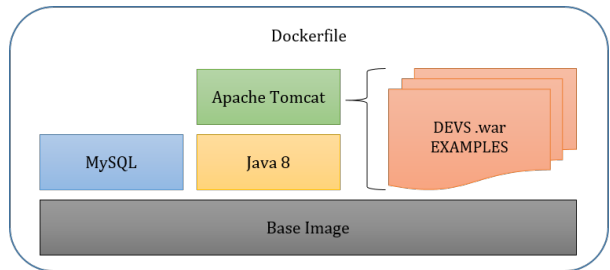 Dockerfile
Apache Tomcat
DEVS .war
EXAMPLES
MySQL
Java 8
Base Image